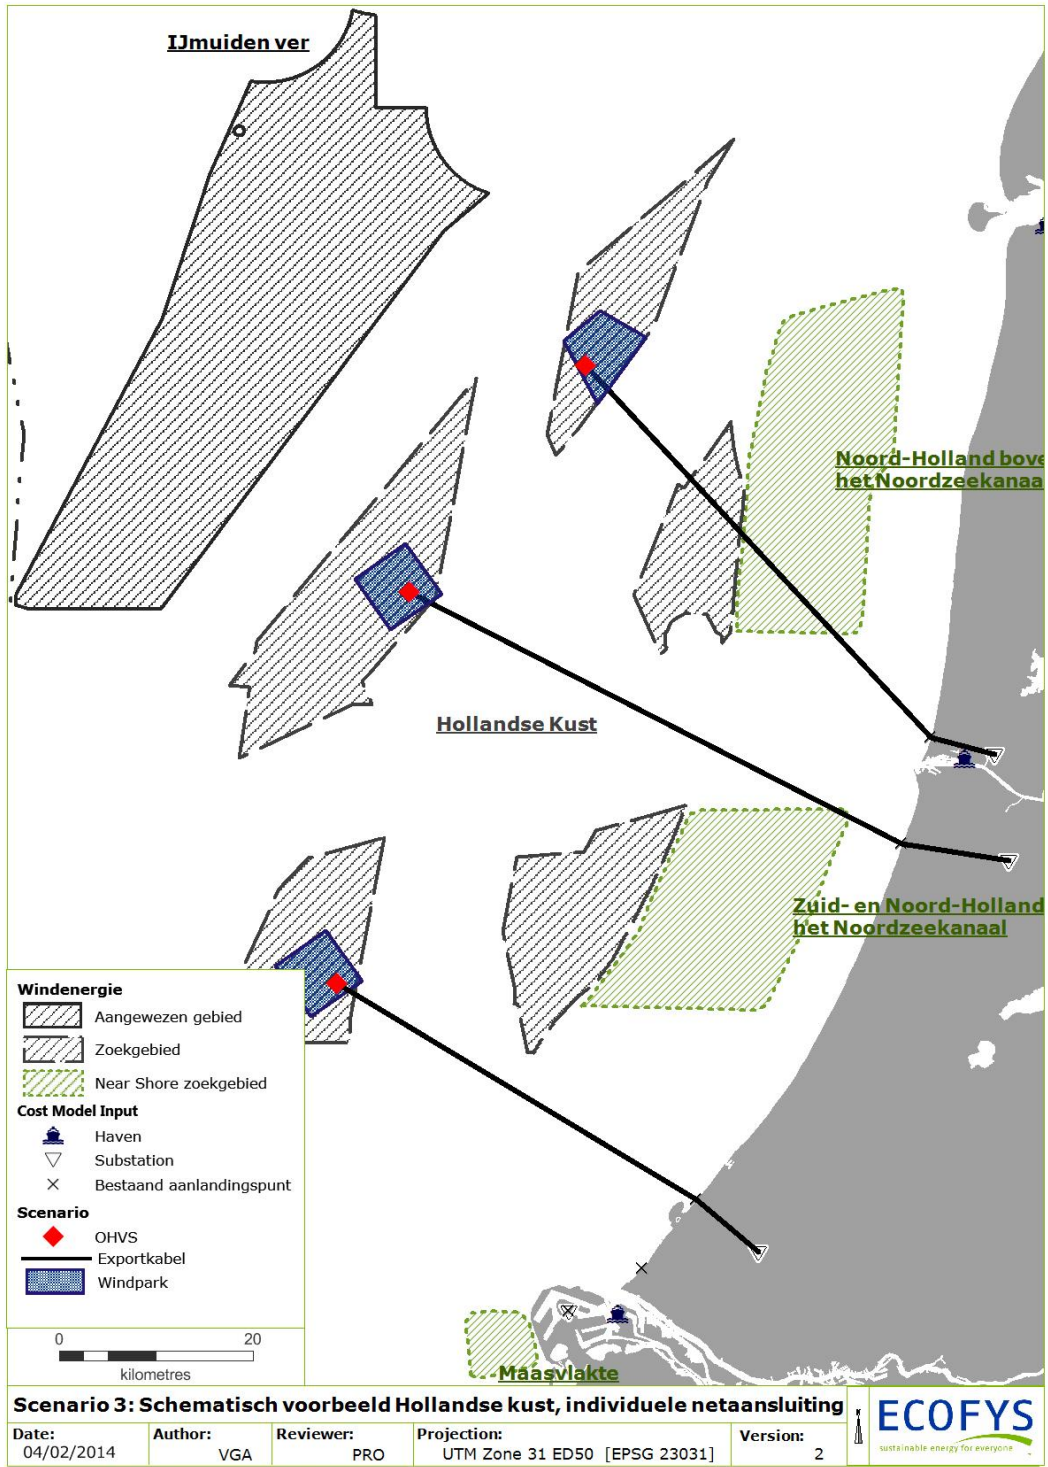 IJmuiden ver
Noord-Holland bove
het Noordzeekanaa
Hollandse Kust
Zuid- en Noord-Holland
het Noordzeekanaal
Windenergie
Aangewezen gebied
Zoekgebied
Near Shore zoekgebied
Cost Model Input
Haven
Substation
Bestaand aanlandingspunt
Scenario
OHVS
Exportkabel
Windpark
0 20
kilometres
Maasvlakte
Scenario 3: Schematisch voorbeeld Hollandse kust, individuele netaansluiting
Date: Author: Reviewer: Projection: Version:
04/02/2014 VGA PRO UTM Zone 31 ED50 [EPSG 23031] 2
ECOFYS
sustainable energy for everyone